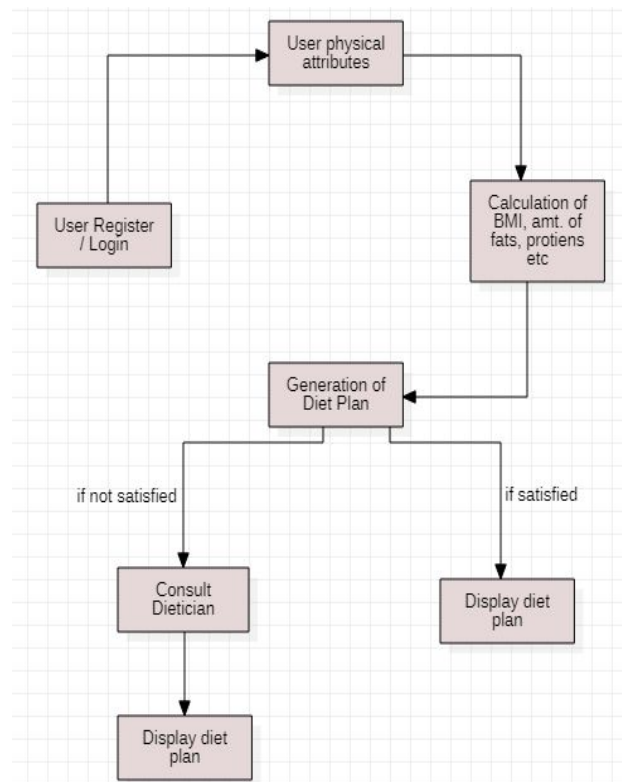 User physical
attributes
User Register
/ Login
Calculation of
BMI, amt. of
fats, protiens
etc
Generation of
Diet Plan
if not satisfied
if satisfied
Consult
Dietician
Display diet
plan
Display diet
plan